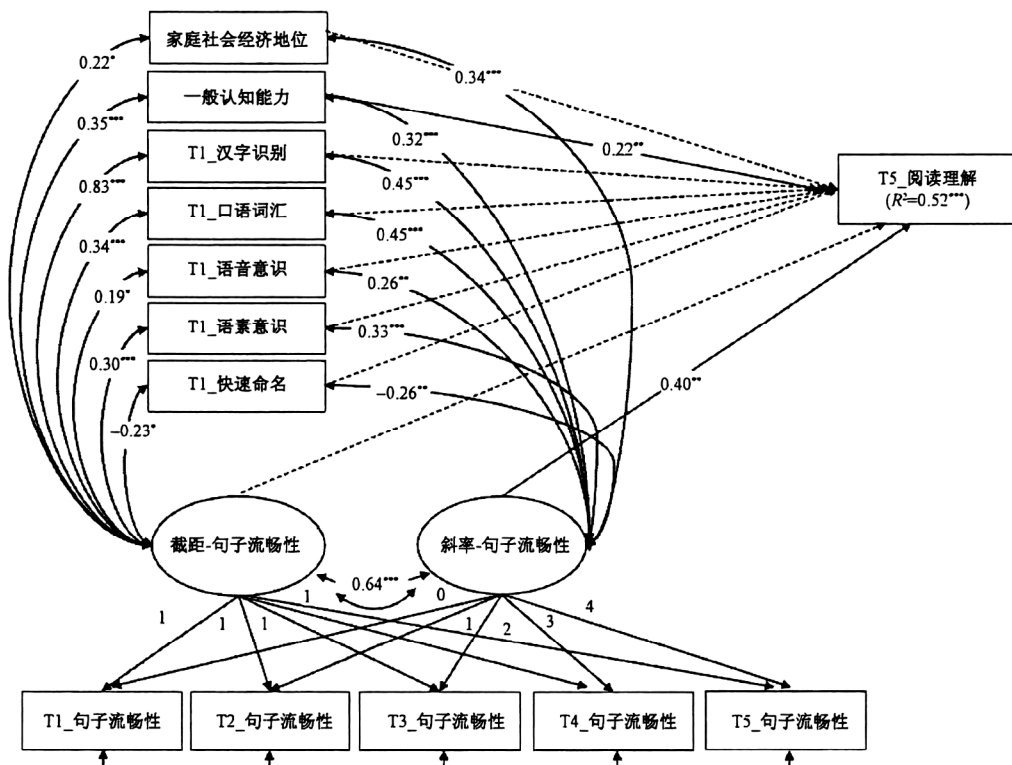 家庭社会经济地位
0.22*
0.34***
一般认知能力
0.35***
0.32***
0.22**
T1_汉字识别
0.83***
0.45***
T5_阅读理解
(R²=0.52***)
T1_口语词汇
0.34***
0.45***
T1_语音意识
0.19*
0.26**
T1_语素意识
0.30***
0.33***
T1_快速命名
-0.26**
0.40**
-0.23*
截距-句子流畅性
斜率-句子流畅性
0.64***
1
1
1
1
0
1
2
3
4
T1_句子流畅性
T2_句子流畅性
T3_句子流畅性
T4_句子流畅性
T5_句子流畅性